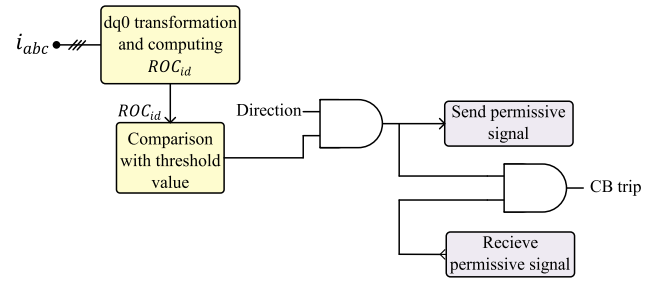 dq0 transformation
and computing
ROC_id
i_abc
ROC_id
Comparison
with threshold
value
Direction
Send permissive
signal
CB trip
Recieve
permissive signal